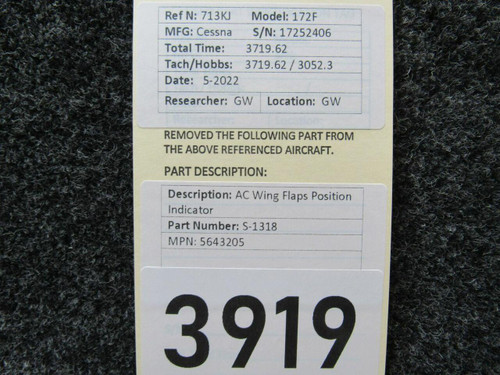 Ref N: 713KJ Model: 172F
MFG: Cessna S/N: 17252406
Total Time: 3719.62
Tach/Hobbs: 3719.62 / 3052.3
Date: 5-2022
Researcher: GW Location: GW
REMOVED THE FOLLOWING PART FROM
THE ABOVE REFERENCED AIRCRAFT.
PART DESCRIPTION:
Description: AC Wing Flaps Position
Indicator
Part Number: S-1318
MPN: 5643205
3919